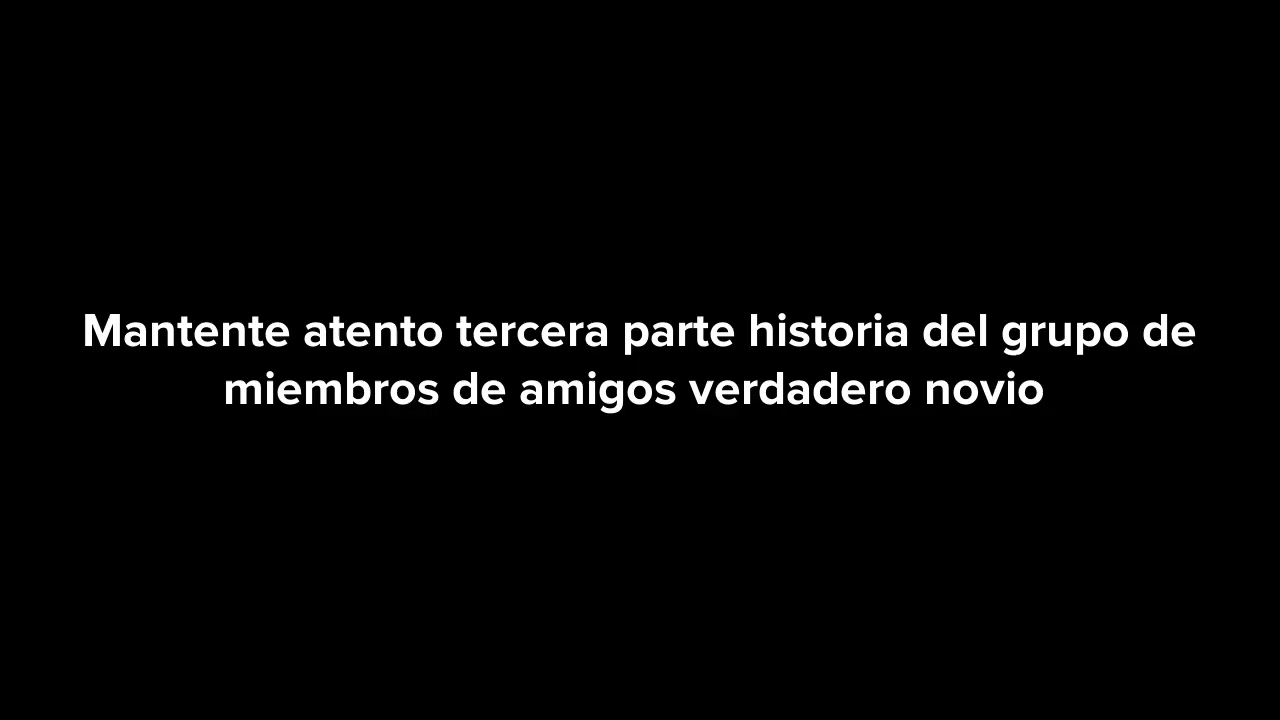 Mantente atento tercera parte historia del grupo de
miembros de amigos verdadero novio